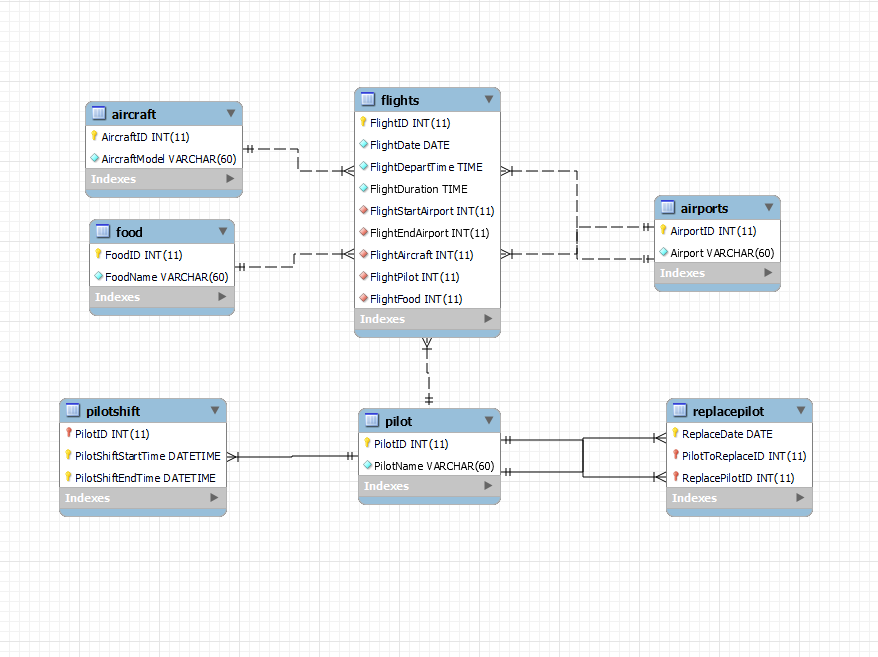 aircraft
AircraftID INT(11)
AircraftModel VARCHAR(60)
Indexes
food
FoodID INT(11)
FoodName VARCHAR(60)
Indexes
flights
FlightID INT(11)
FlightDate DATE
FlightDepartTime TIME
FlightDuration TIME
FlightStartAirport INT(11)
FlightEndAirport INT(11)
FlightAircraft INT(11)
FlightPilot INT(11)
FlightFood INT(11)
Indexes
airports
AirportID INT(11)
Airport VARCHAR(60)
Indexes
pilotshift
PilotID INT(11)
PilotShiftStartTime DATETIME
PilotShiftEndTime DATETIME
Indexes
pilot
PilotID INT(11)
PilotName VARCHAR(60)
Indexes
replacepilot
ReplaceDate DATE
PilotToReplaceID INT(11)
ReplacePilotID INT(11)
Indexes